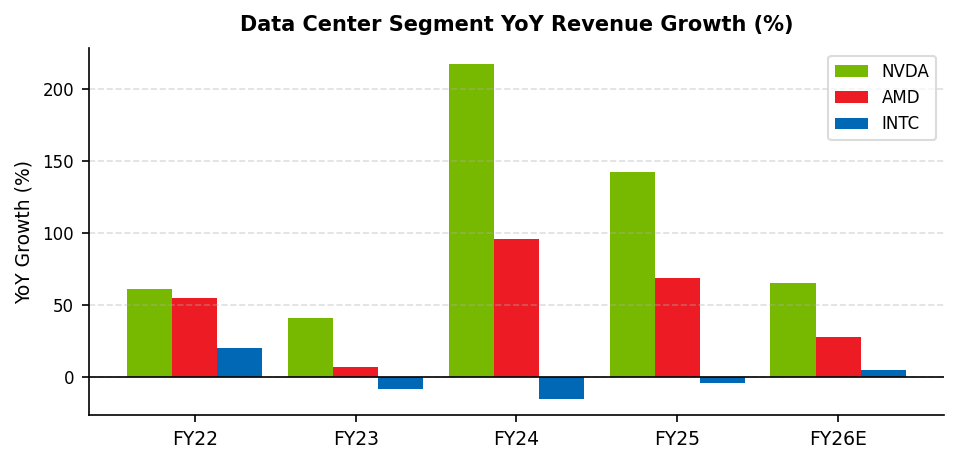 Data Center Segment YoY Revenue Growth (%)
NVDA
AMD
INTC
YoY Growth (%)
200
150
100
50
0
FY22 FY23 FY24 FY25 FY26E